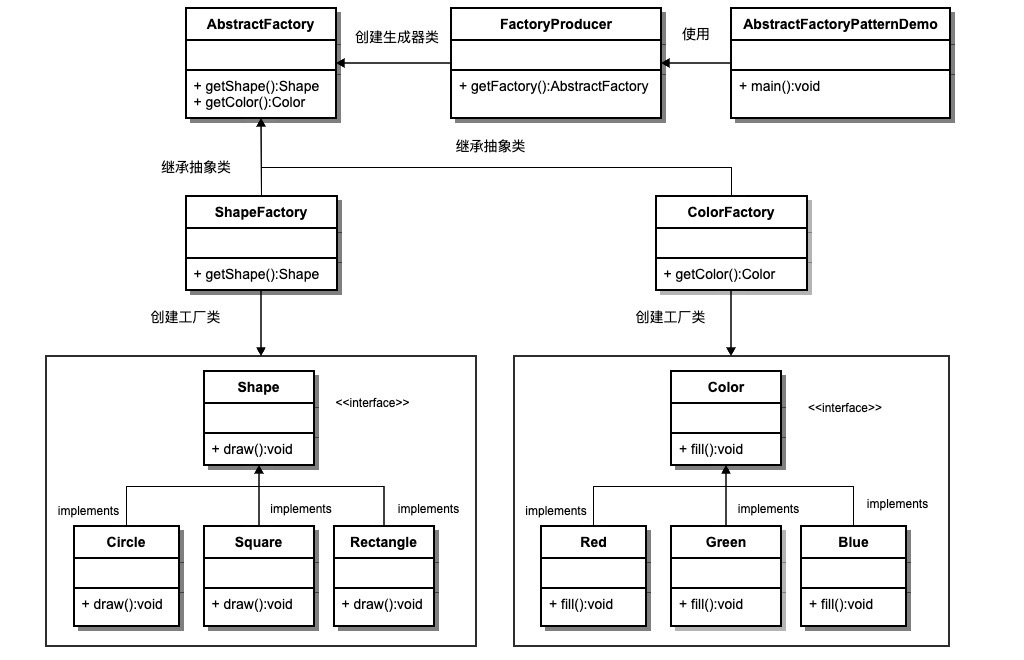 AbstractFactory
+ getShape():Shape
+ getColor():Color
创建生成器类
FactoryProducer
+ getFactory():AbstractFactory
使用
AbstractFactoryPatternDemo
+ main():void
继承抽象类
继承抽象类
ShapeFactory
+ getShape():Shape
ColorFactory
+ getColor():Color
创建工厂类
创建工厂类
Shape
+ draw():void
<<interface>>
implements
implements
implements
Circle
+ draw():void
Square
+ draw():void
Rectangle
+ draw():void
Color
+ fill():void
<<interface>>
implements
implements
implements
Red
+ fill():void
Green
+ fill():void
Blue
+ fill():void